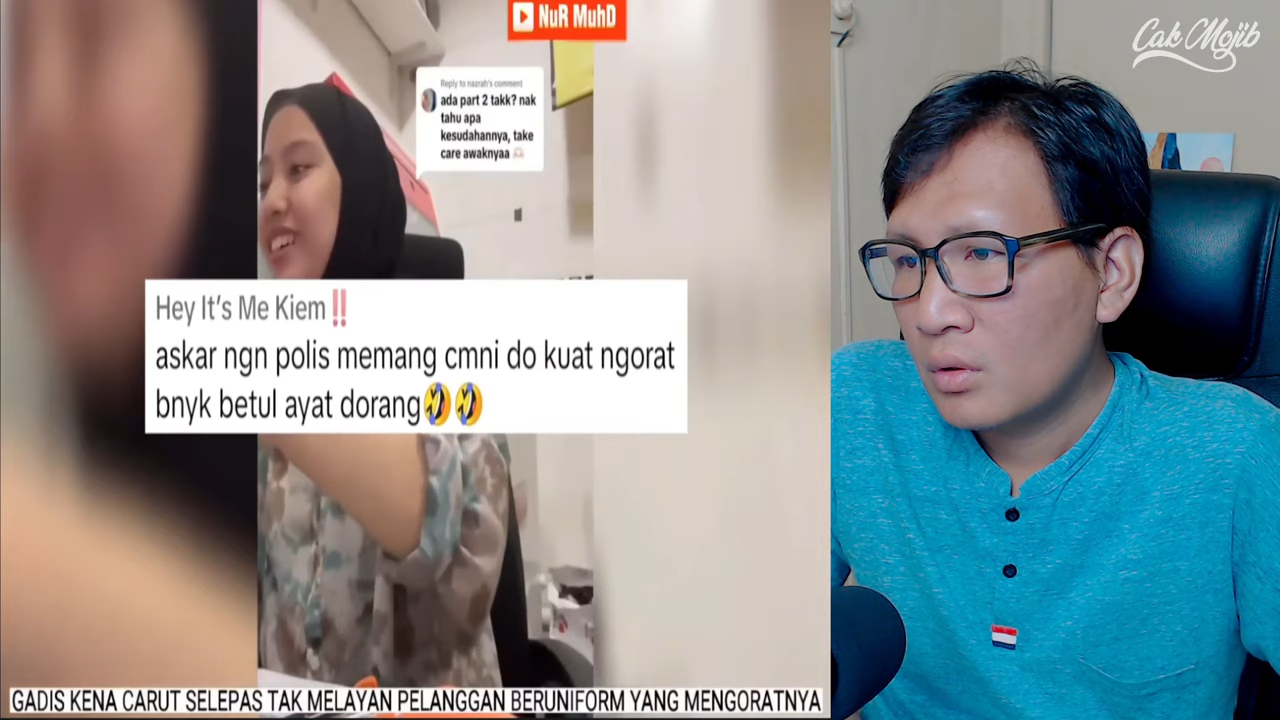 NuR MuhD
Cak Mojib
Reply to nazrah's comment
ada part 2 takk? nak
tahu apa
kesudahannya, take
care awaknyaa 🫶🏻
Hey It's Me Kiem‼️
askar ngn polis memang cmni do kuat ngorat
bnyk betul ayat dorang🤣🤣
GADIS KENA CARUT SELEPAS TAK MELAYAN PELANGGAN BERUNIFORM YANG MENGORATNYA